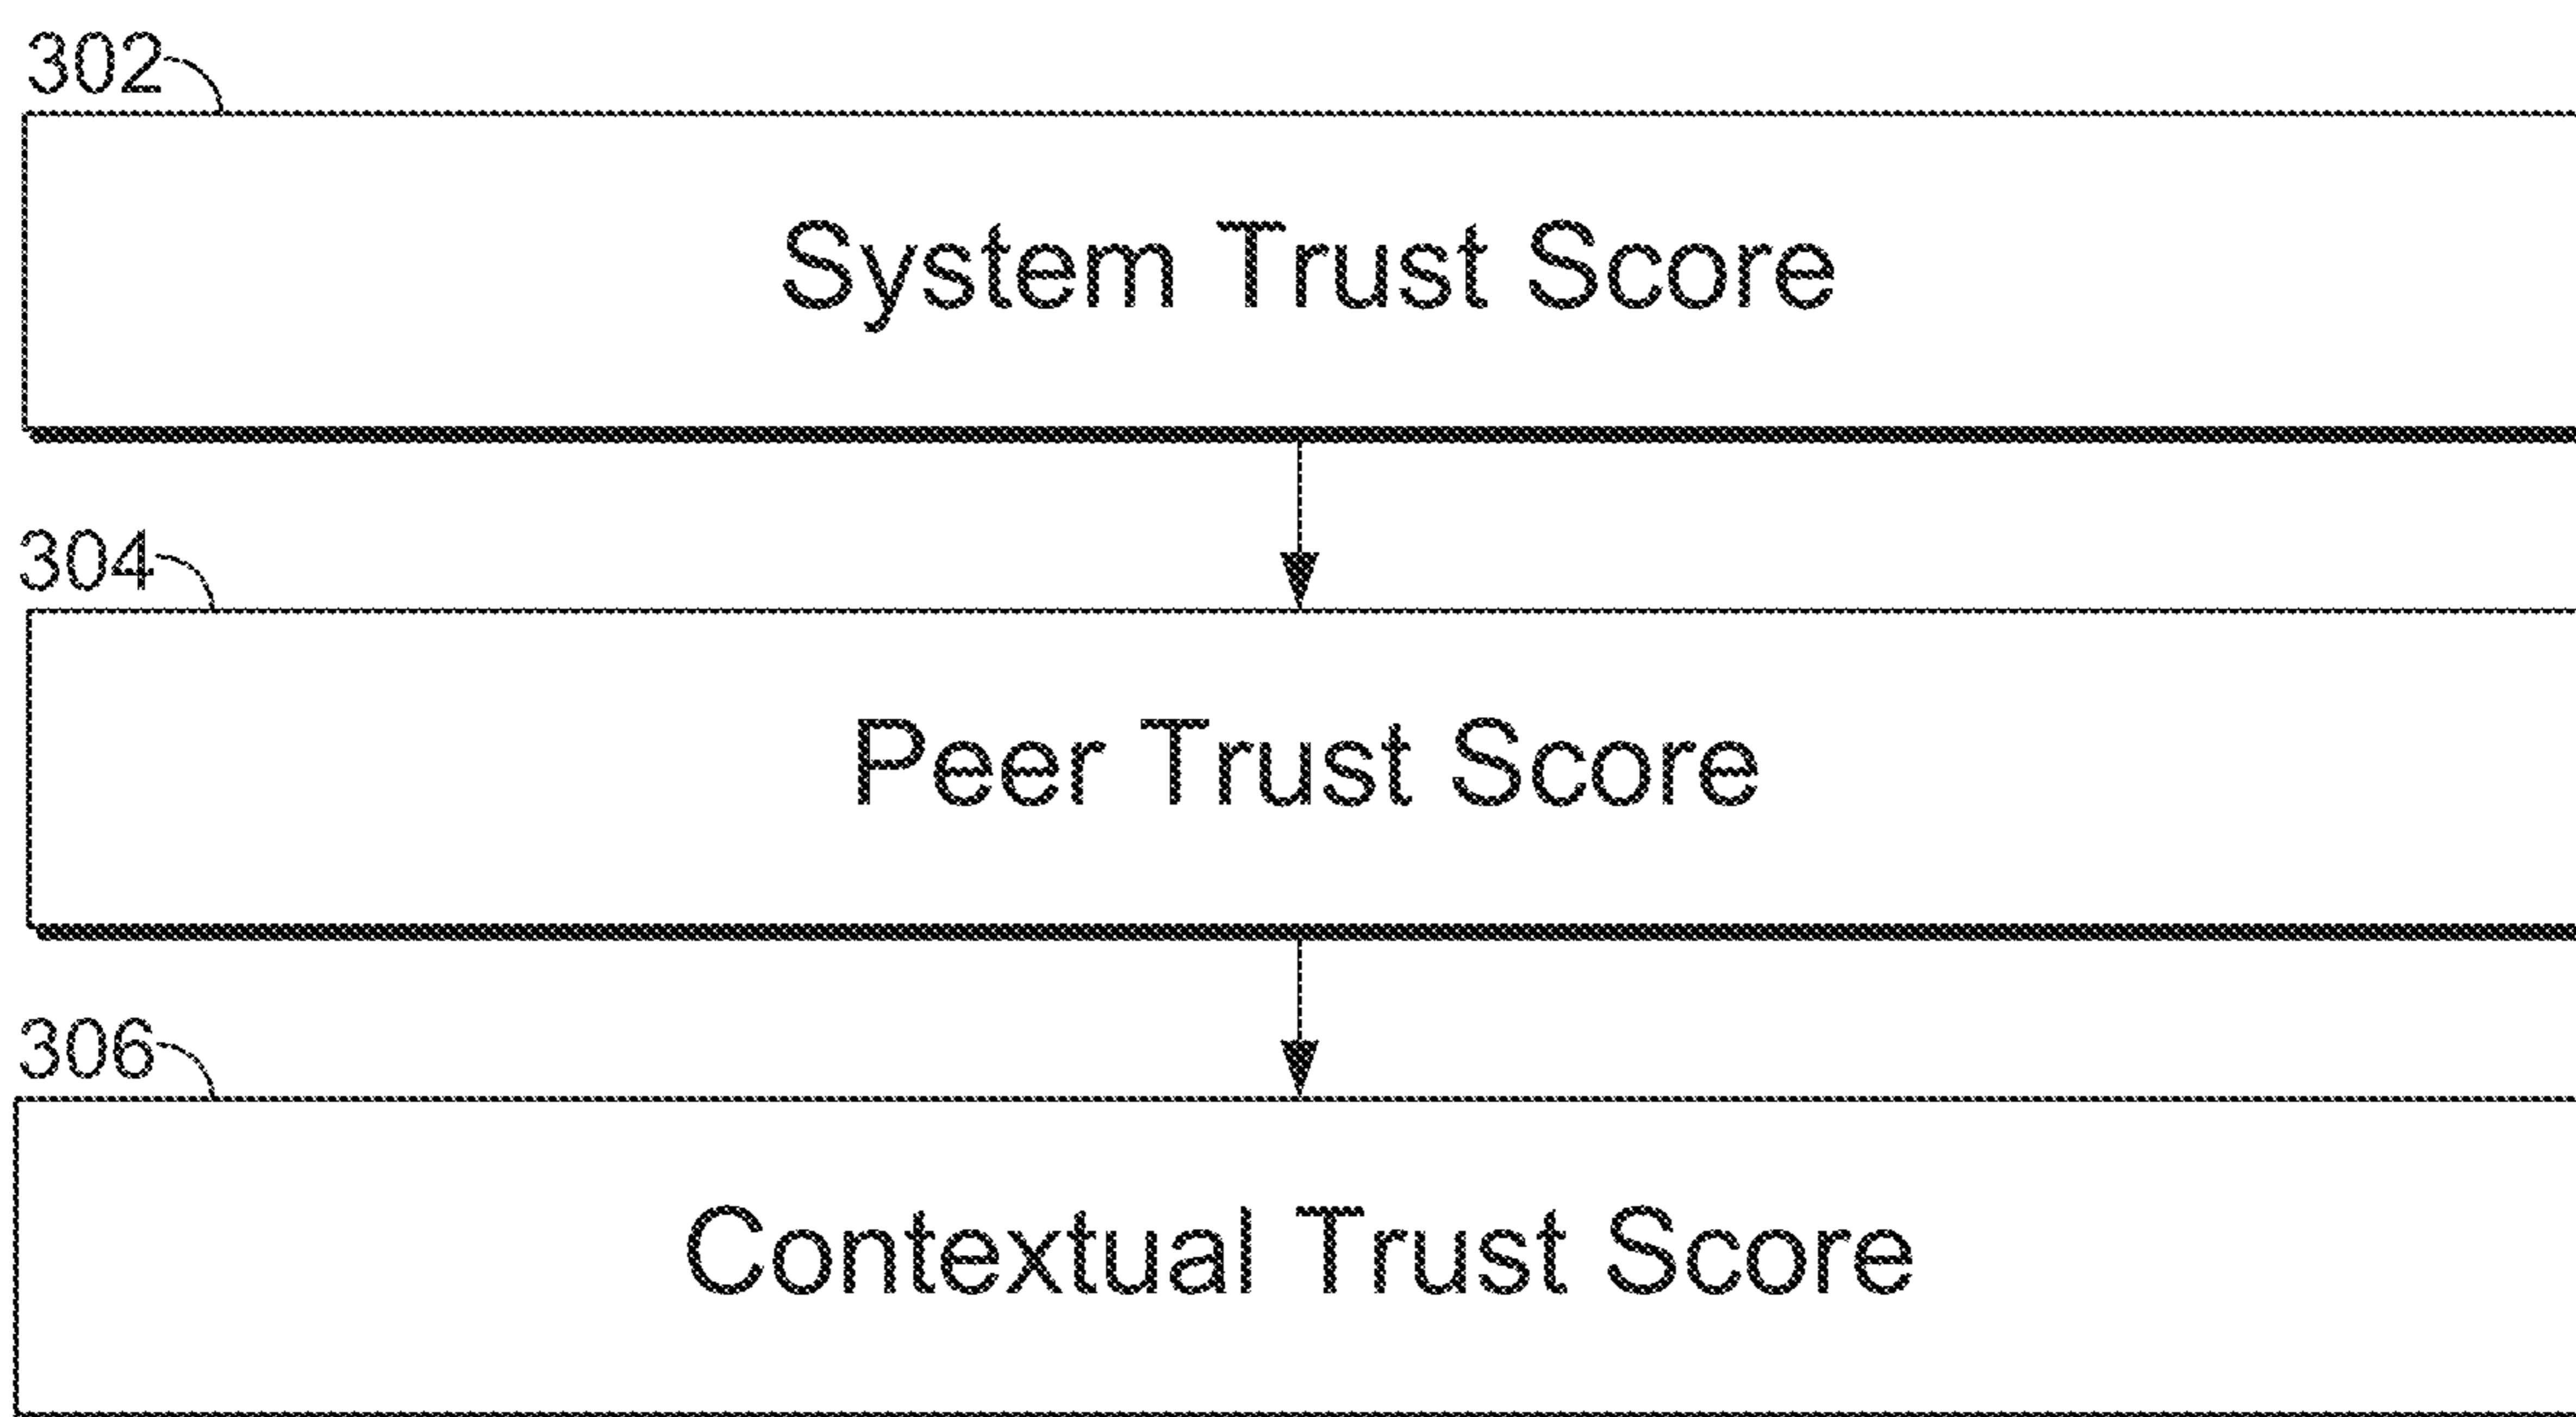 302
System Trust Score
304
Peer Trust Score
306
Contextual Trust Score